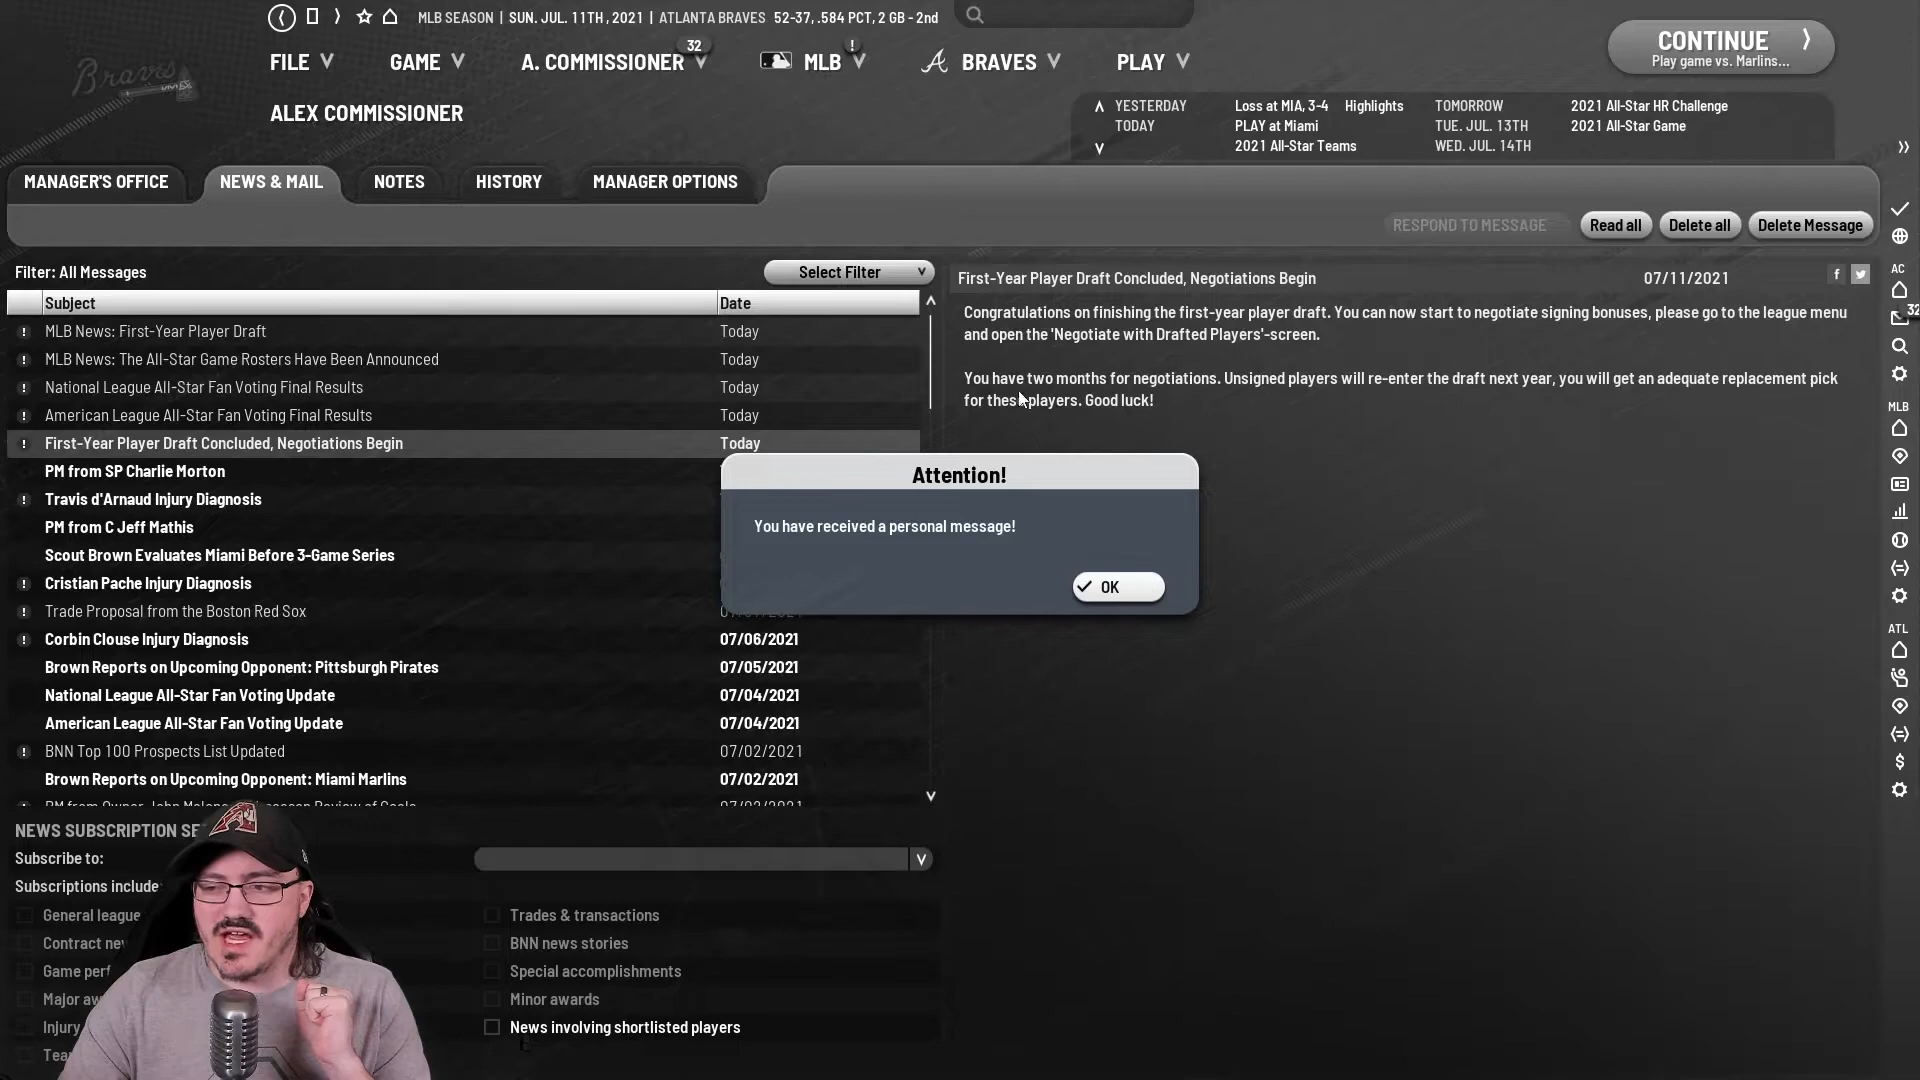 MLB SEASON | SUN. JUL. 11TH, 2021 | ATLANTA BRAVES 52-37, .584 PCT, 2 GB - 2nd
Braves
FILE GAME A. COMMISSIONER 32 MLB ! BRAVES PLAY
CONTINUE
Play game vs. Marlins...
ALEX COMMISSIONER
YESTERDAY Loss at MIA, 3-4 Highlights TOMORROW 2021 All-Star HR Challenge
TODAY PLAY at Miami TUE. JUL. 13TH 2021 All-Star Game
2021 All-Star Teams WED. JUL. 14TH
MANAGER'S OFFICE NEWS & MAIL NOTES HISTORY MANAGER OPTIONS
RESPOND TO MESSAGE Read all Delete all Delete Message
Filter: All Messages Select Filter
Subject Date
MLB News: First-Year Player Draft Today
MLB News: The All-Star Game Rosters Have Been Announced Today
National League All-Star Fan Voting Final Results Today
American League All-Star Fan Voting Final Results Today
First-Year Player Draft Concluded, Negotiations Begin Today
PM from SP Charlie Morton
Travis d'Arnaud Injury Diagnosis
PM from C Jeff Mathis
Scout Brown Evaluates Miami Before 3-Game Series
Cristian Pache Injury Diagnosis
Trade Proposal from the Boston Red Sox
Corbin Clouse Injury Diagnosis 07/06/2021
Brown Reports on Upcoming Opponent: Pittsburgh Pirates 07/05/2021
National League All-Star Fan Voting Update 07/04/2021
American League All-Star Fan Voting Update 07/04/2021
BNN Top 100 Prospects List Updated 07/02/2021
Brown Reports on Upcoming Opponent: Miami Marlins 07/02/2021
First-Year Player Draft Concluded, Negotiations Begin 07/11/2021
Congratulations on finishing the first-year player draft. You can now start to negotiate signing bonuses, please go to the league menu
and open the 'Negotiate with Drafted Players'-screen.
You have two months for negotiations. Unsigned players will re-enter the draft next year, you will get an adequate replacement pick
for these players. Good luck!
Attention!
You have received a personal message!
OK
NEWS SUBSCRIPTION
Subscribe to:
Subscriptions include
General league Trades & transactions
Contract BNN news stories
Game Special accomplishments
Major Minor awards
Injury News involving shortlisted players
AC
32
MLB
ATL